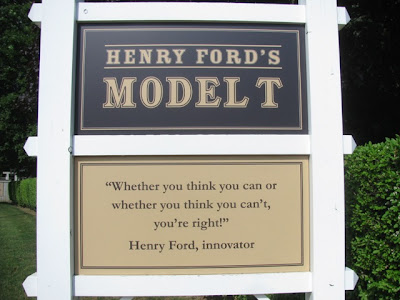 HENRY FORD'S
MODEL T
“Whether you think you can or
whether you think you can't,
you're right!”
Henry Ford, innovator